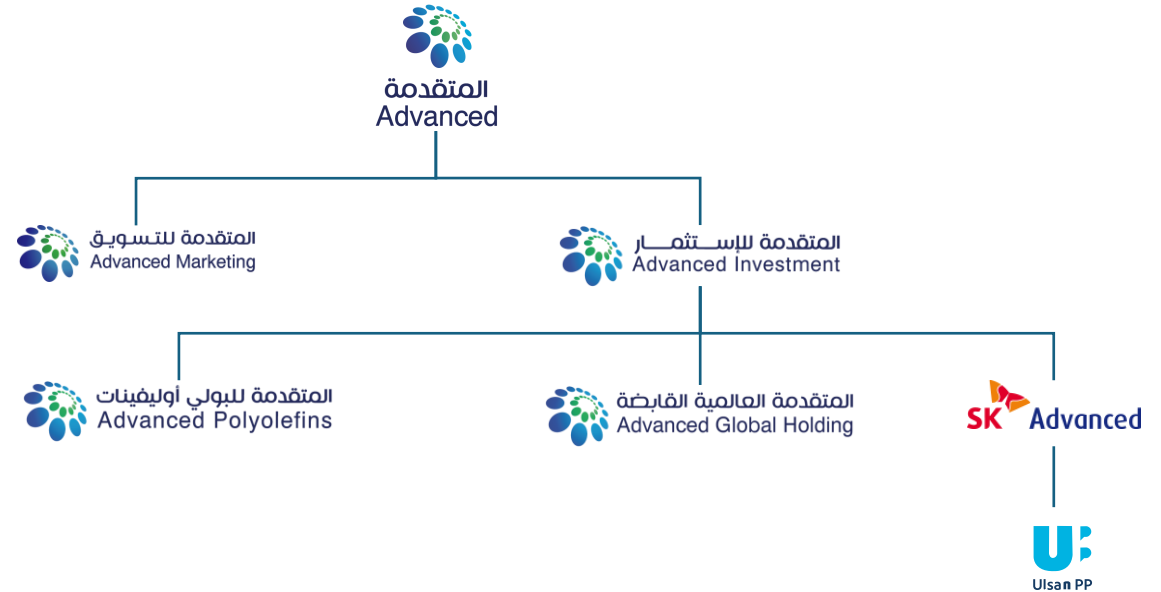 المتقدمة
Advanced
المتقدمة للتسويق
Advanced Marketing
المتقدمة للإستثمار
Advanced Investment
المتقدمة للبولي أوليفينات
Advanced Polyolefins
المتقدمة العالمية القابضة
Advanced Global Holding
SK Advanced
Ulsan PP